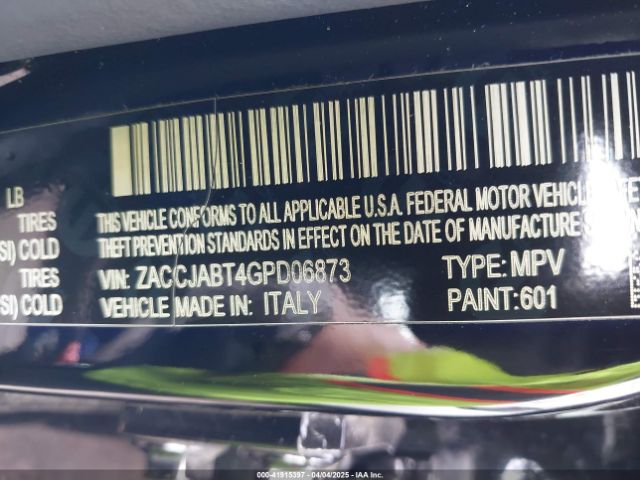 LB
THIS VEHICLE CONFORMS TO ALL APPLICABLE U.S.A. FEDERAL MOTOR VEHICLE
TIRES
THEFT PREVENTION STANDARDS IN EFFECT ON THE DATE OF MANUFACTURE
SI) COLD
TIRES VIN: ZACCJABT4GPD06873 TYPE: MPV
SI) COLD VEHICLE MADE IN: ITALY PAINT:601
000-41915397 - 04/04/2025 - IAA Inc.